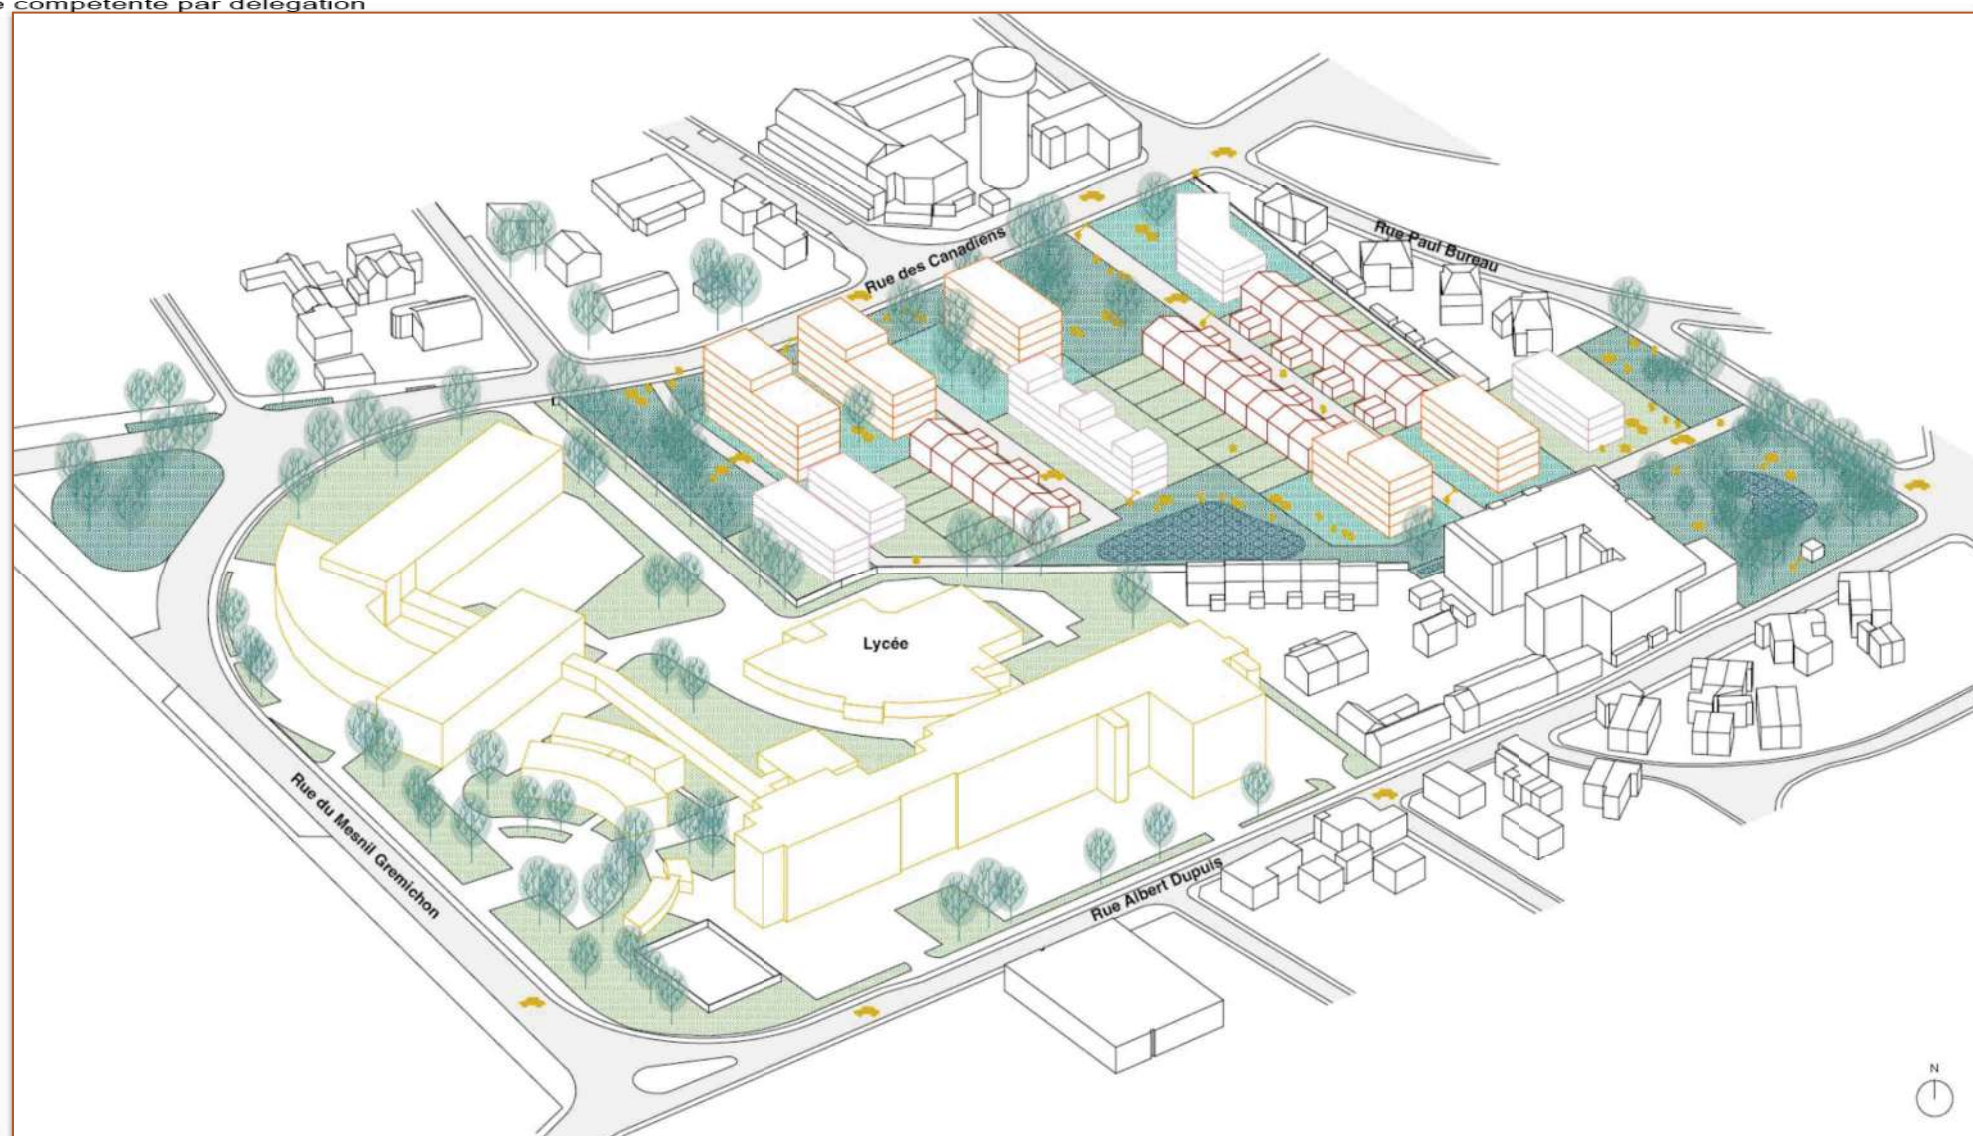 compétente par délégation
Rue des Canadiens
Rue Paul Bureau
Lycée
Rue du Mesnil Gremichon
Rue Albert Dupuis
N